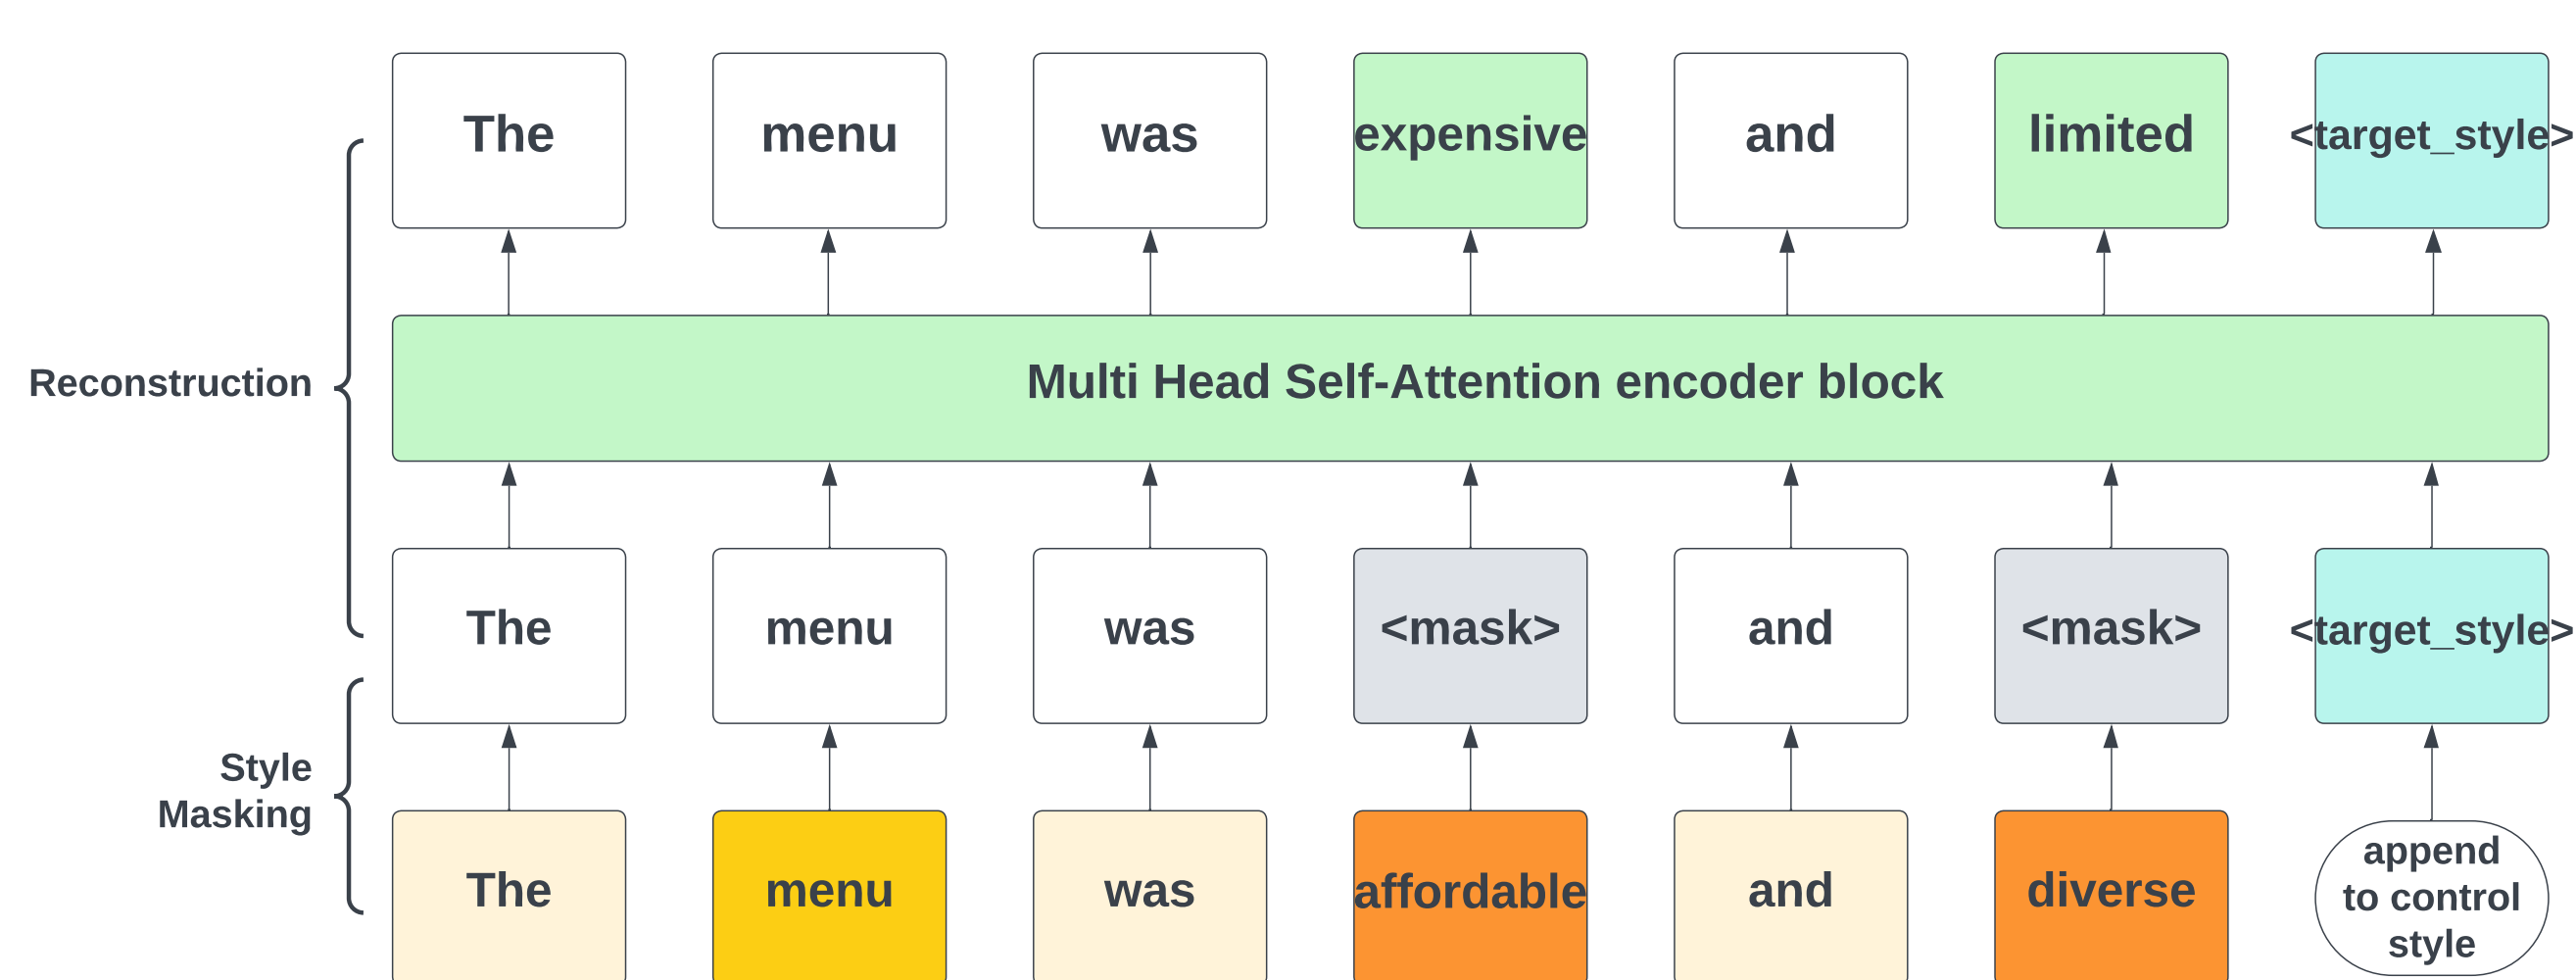 The menu was expensive and limited <target_style>
Reconstruction
Multi Head Self-Attention encoder block
The menu was <mask> and <mask> <target_style>
Style
Masking
The menu was affordable and diverse
append
to control
style